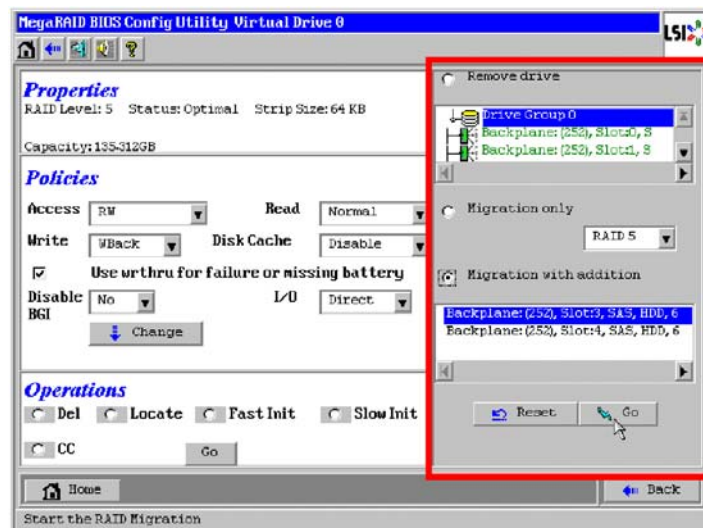 MegaRAID BIOS Config Utility Virtual Drive 0
LSI
Properties
RAID Level: 5 Status: Optimal Strip Size: 64 KB
Capacity: 135.312GB
Policies
Access RW Read Normal
Write WBack Disk Cache Disable
Use wrthru for failure or missing battery
Disable BGI No I/O Direct
Change
Operations
Del Locate Fast Init Slow Init
CC Go
Remove drive
Drive Group 0
Backplane: (252), Slot:0, S
Backplane: (252), Slot:1, S
Migration only
RAID 5
Migration with addition
Backplane: (252), Slot:3, SAS, HDD, 6
Backplane: (252), Slot:4, SAS, HDD, 6
Reset Go
Home Back
Start the RAID Migration